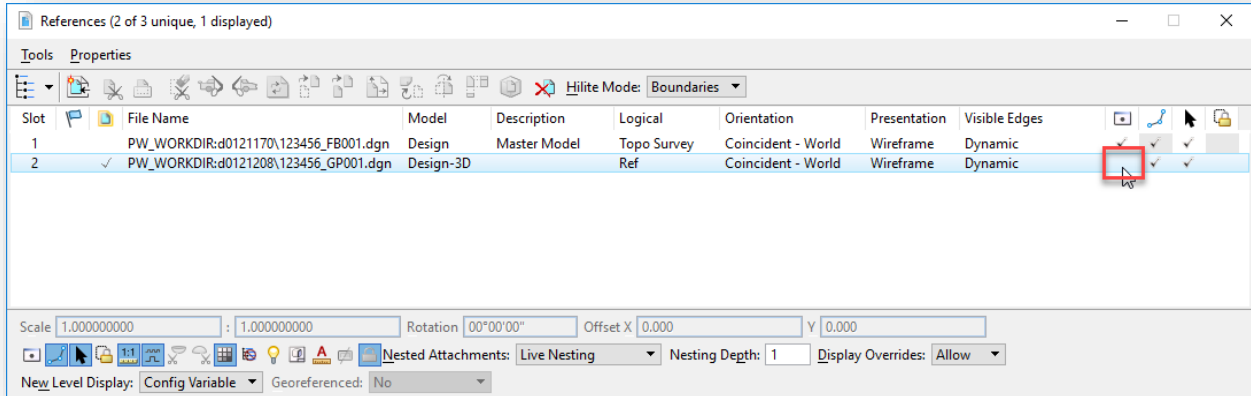 References (2 of 3 unique, 1 displayed)
Tools Properties
Hilite Mode: Boundaries
Slot File Name Model Description Logical Orientation Presentation Visible Edges
1 PW_WORKDIR:d0121170\123456_FB001.dgn Design Master Model Topo Survey Coincident - World Wireframe Dynamic
2 PW_WORKDIR:d0121208\123456_GP001.dgn Design-3D Ref Coincident - World Wireframe Dynamic
Scale 1.000000000 : 1.000000000 Rotation 00°00'00" Offset X 0.000 Y 0.000
1:1 A Nested Attachments: Live Nesting Nesting Depth: 1 Display Overrides: Allow
New Level Display: Config Variable Georeferenced: No